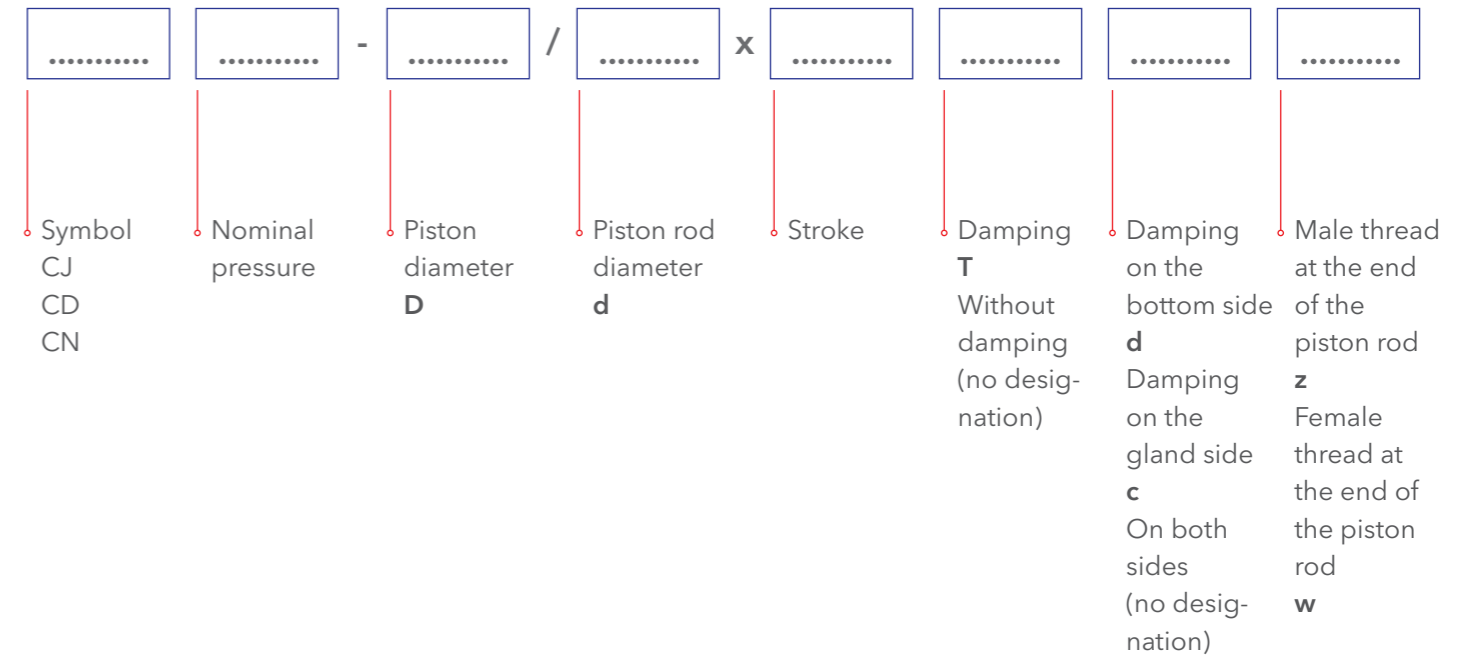 ........... ........... - ........... / ........... x ........... ........... ........... ...........
Symbol
CJ
CD
CN
Nominal
pressure
Piston
diameter
D
Piston rod
diameter
d
Stroke
Damping
T
Without
damping
(no desig-
nation)
Damping
on the
bottom side
d
Damping
on the
gland side
c
On both
sides
(no desig-
nation)
Male thread
at the end
of the
piston rod
z
Female
thread at
the end of
the piston
rod
w